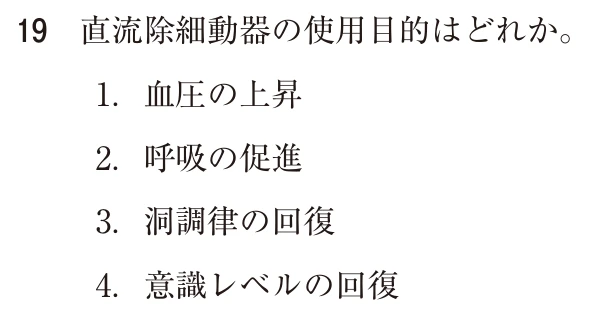 19 直流除細動器の使用目的はどれか。
1. 血圧の上昇
2. 呼吸の促進
3. 洞調律の回復
4. 意識レベルの回復